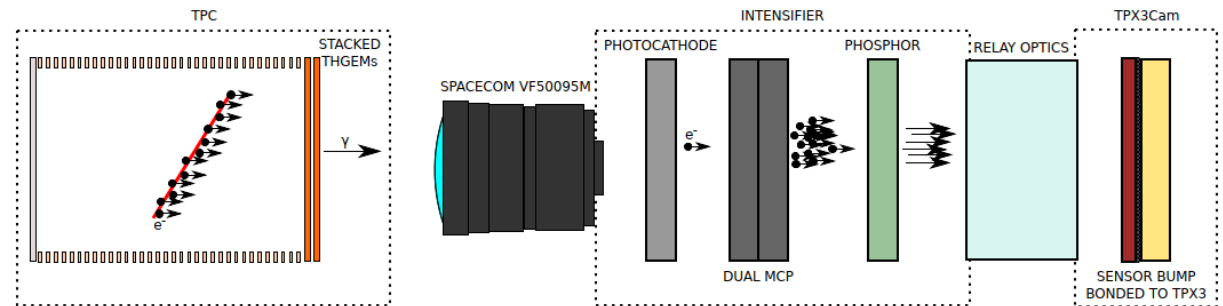 TPC
STACKED
THGEMs
e-
γ
SPACECOM VF50095M
INTENSIFIER
PHOTOCATHODE
e-
DUAL MCP
PHOSPHOR
RELAY OPTICS
TPX3Cam
SENSOR BUMP
BONDED TO TPX3